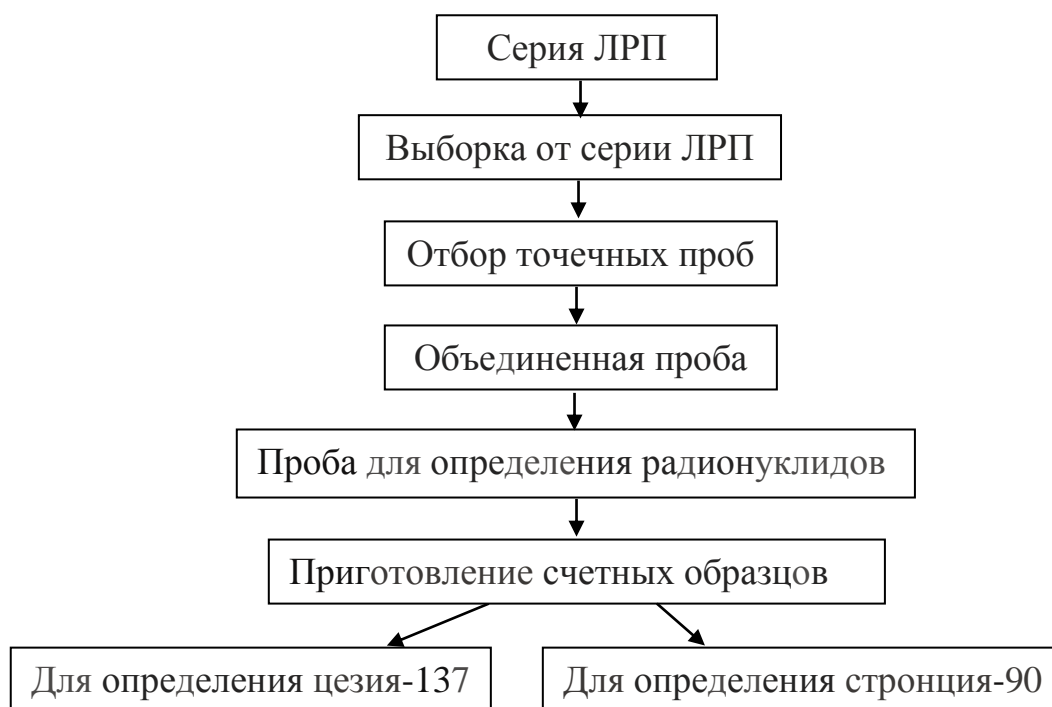 Серия ЛРП
Выборка от серии ЛРП
Отбор точечных проб
Объединенная проба
Проба для определения радионуклидов
Приготовление счетных образцов
Для определения цезия-137
Для определения стронция-90